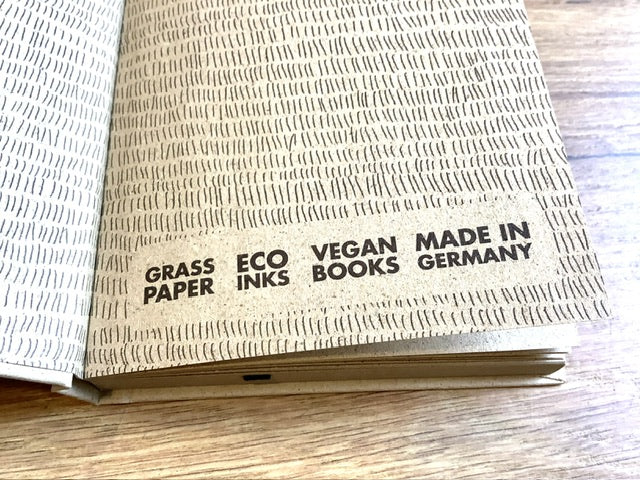 GRASS
PAPER
ECO
INKS
VEGAN
BOOKS
MADE IN
GERMANY